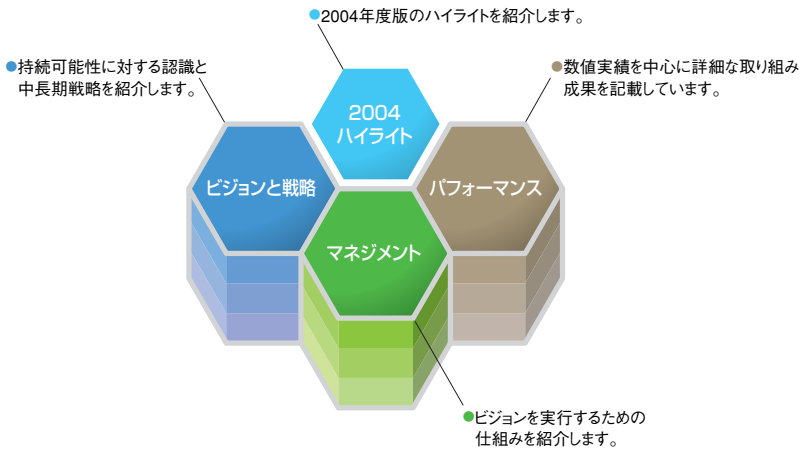 ●2004年度版のハイライトを紹介します。
●持続可能性に対する認識と
中長期戦略を紹介します。
●数値実績を中心に詳細な取り組み
成果を記載しています。
2004
ハイライト
ビジョンと戦略
パフォーマンス
マネジメント
●ビジョンを実行するための
仕組みを紹介します。